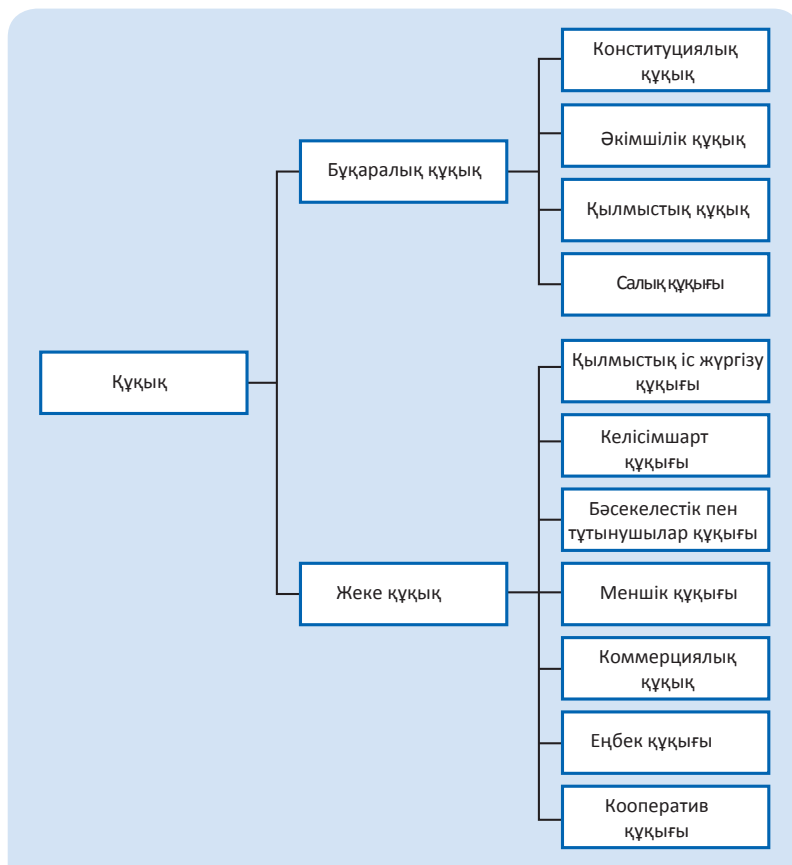 Құқық
Бұқаралық құқық
Конституциялық
құқық
Әкімшілік құқық
Қылмыстық құқық
Салық құқығы
Жеке құқық
Қылмыстық іс жүргізу
құқығы
Келісімшарт
құқығы
Бәсекелестік пен
тұтынушылар құқығы
Меншік құқығы
Коммерциялық
құқық
Еңбек құқығы
Кооператив
құқығы